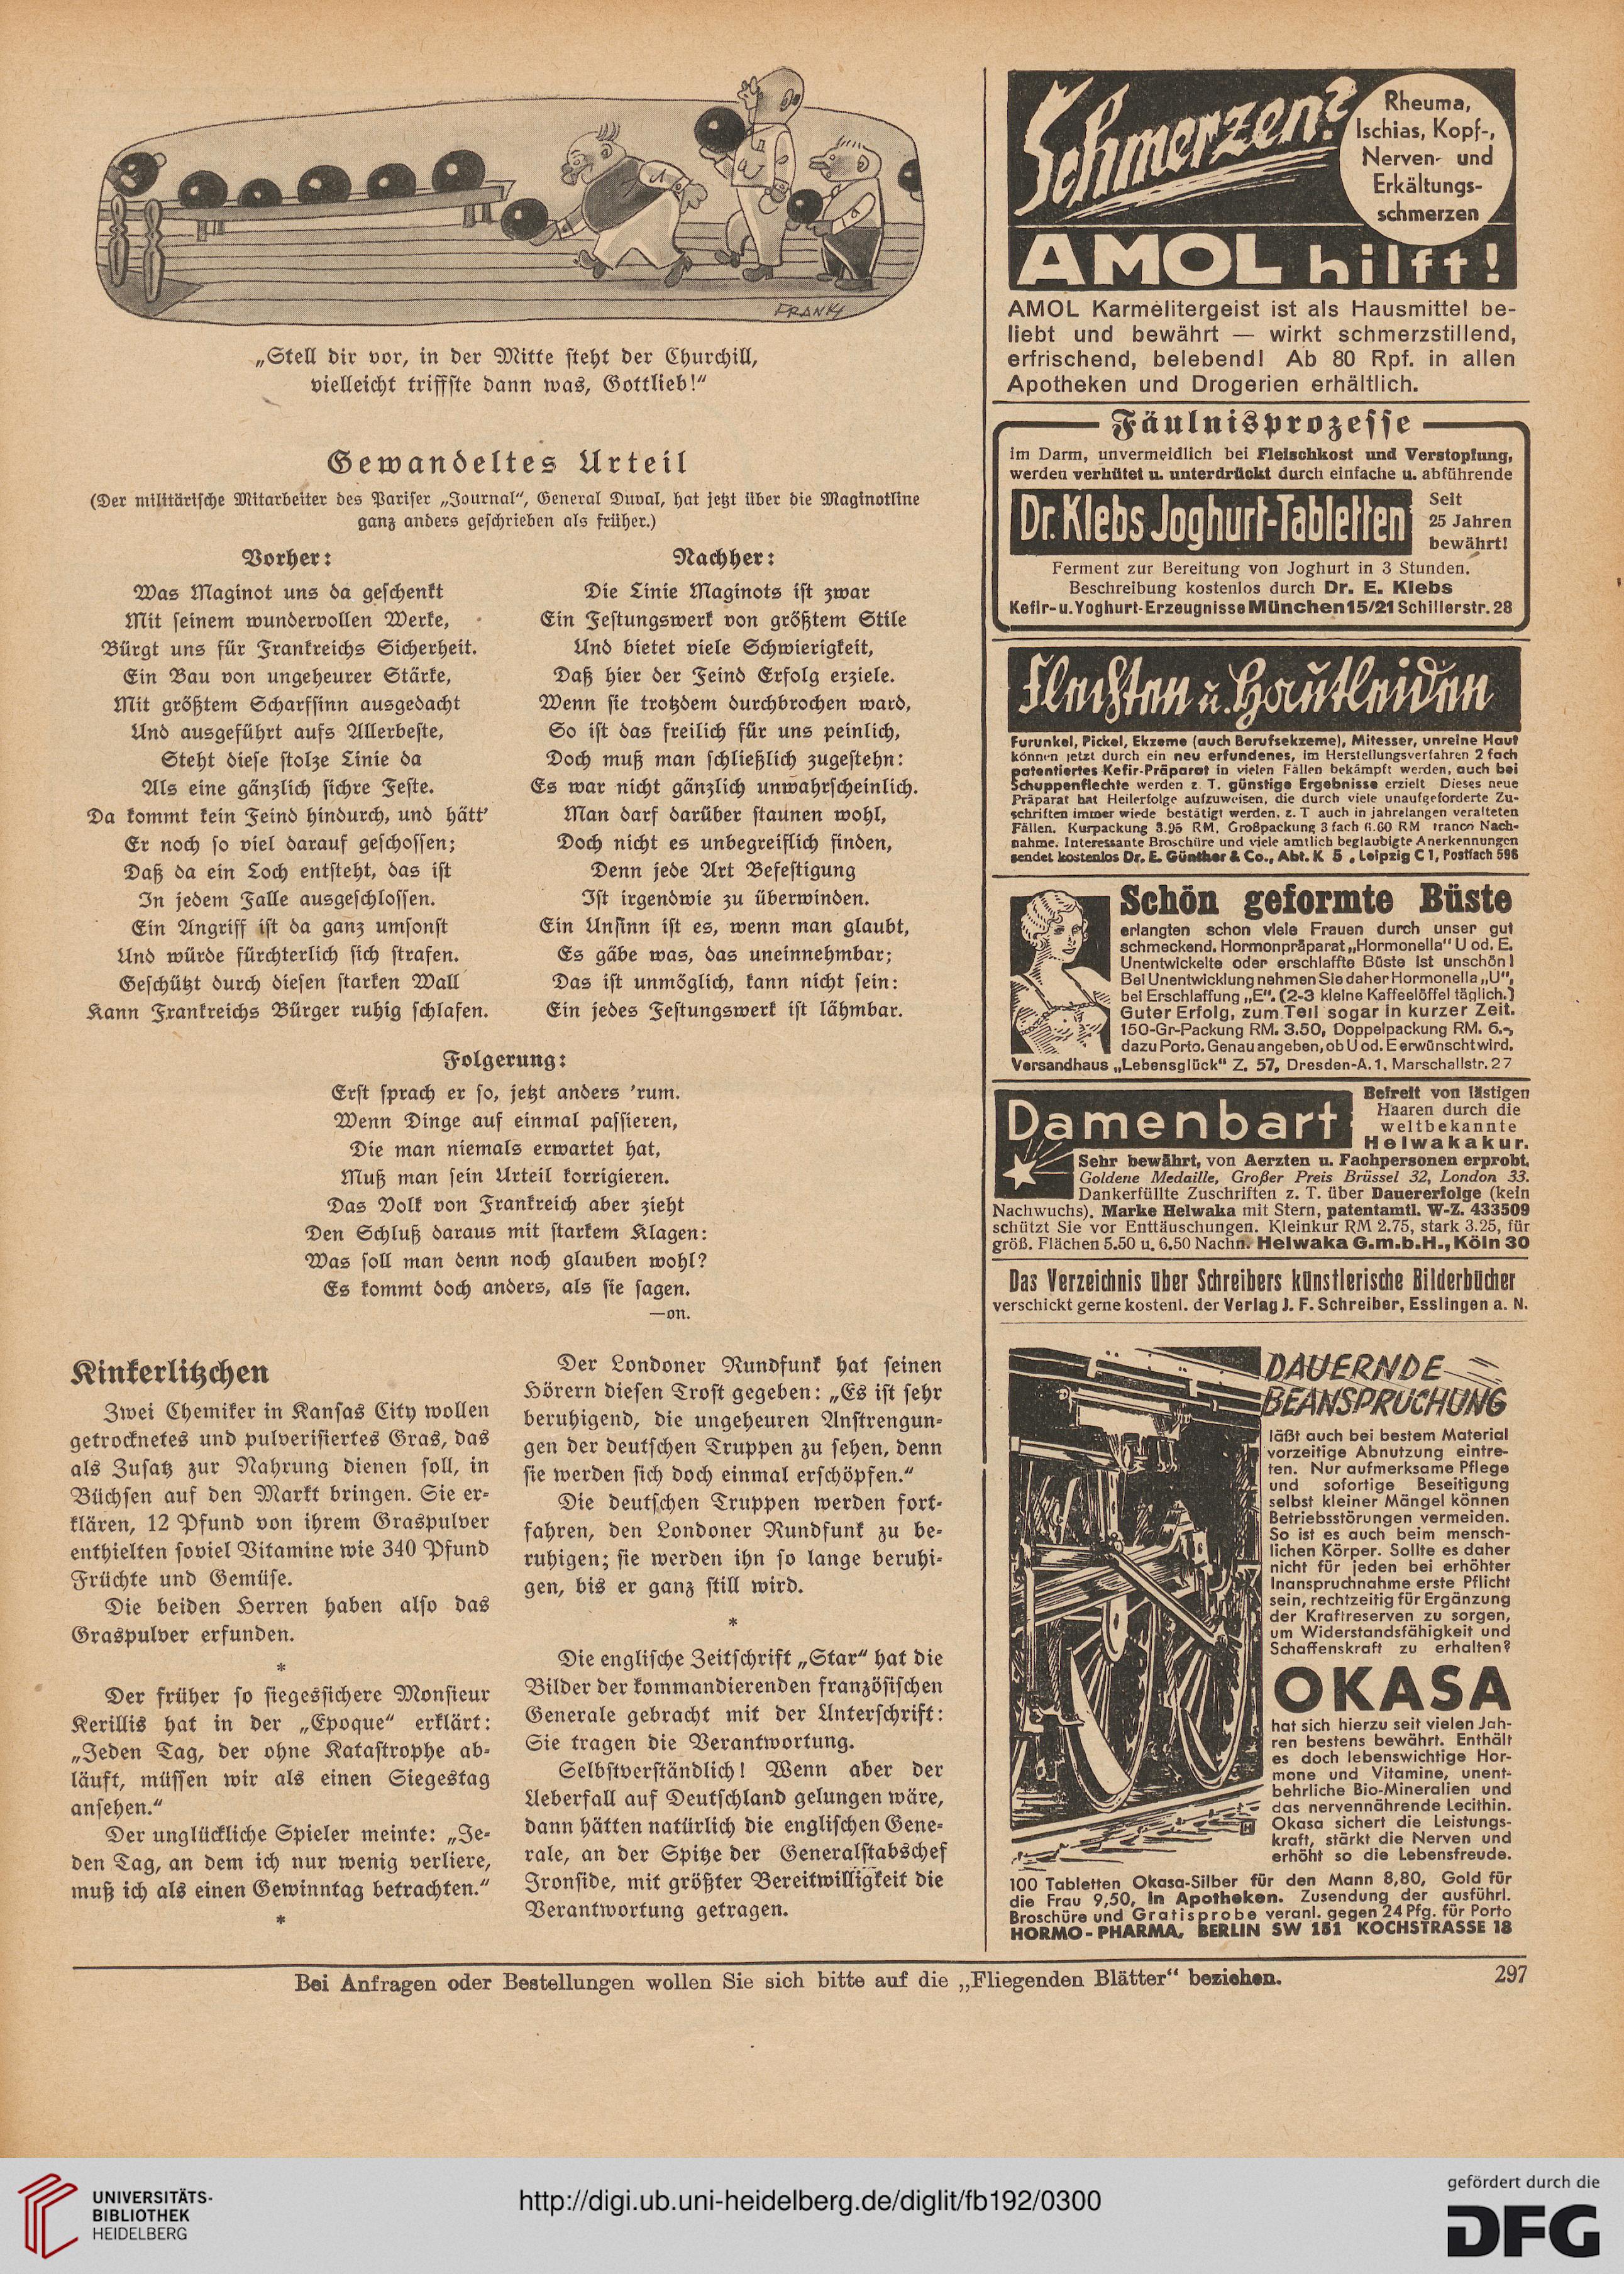 FRANK
„Stell dir vor, in der Mitte steht der Churchill,
vielleicht triffste dann was, Gottlieb!“
Gewandeltes Urteil
(Der militärische Mitarbeiter des Pariser „Journal“, General Duval, hat jetzt über die Maginotline
ganz anders geschrieben als früher.)
Vorher:
Was Maginot uns da geschenkt
Mit seinem wundervollen Werke,
Bürgt uns für Frankreichs Sicherheit.
Ein Bau von ungeheurer Stärke,
Mit größtem Scharfsinn ausgedacht
Und ausgeführt aufs Allerbeste,
Steht diese stolze Linie da
Als eine gänzlich sichre Feste.
Da kommt kein Feind hindurch, und hätt'
Er noch so viel darauf geschossen;
Daß da ein Loch entsteht, das ist
In jedem Falle ausgeschlossen.
Ein Angriff ist da ganz umsonst
Und würde fürchterlich sich strafen.
Geschützt durch diesen starken Wall
Kann Frankreichs Bürger ruhig schlafen.
Nachher:
Die Linie Maginots ist zwar
Ein Festungswerk von größtem Stile
Und bietet viele Schwierigkeit,
Daß hier der Feind Erfolg erziele.
Wenn sie trotzdem durchbrochen ward,
So ist das freilich für uns peinlich,
Doch muß man schließlich zugestehn:
Es war nicht gänzlich unwahrscheinlich.
Man darf darüber staunen wohl,
Doch nicht es unbegreiflich finden,
Denn jede Art Befestigung
Ist irgendwie zu überwinden.
Ein Unsinn ist es, wenn man glaubt,
Es gäbe was, das uneinnehmbar;
Das ist unmöglich, kann nicht sein:
Ein jedes Festungswerk ist lähmbar.
Folgerung:
Erst sprach er so, jetzt anders 'rum.
Wenn Dinge auf einmal passieren,
Die man niemals erwartet hat,
Muß man sein Urteil korrigieren.
Das Volk von Frankreich aber zieht
Den Schluß daraus mit starkem Klagen:
Was soll man denn noch glauben wohl?
Es kommt doch anders, als sie sagen.
—on.
Kinkerlitzchen
Zwei Chemiker in Kansas City wollen
getrocknetes und pulverisiertes Gras, das
als Zusatz zur Nahrung dienen soll, in
Büchsen auf den Markt bringen. Sie er-
klären, 12 Pfund von ihrem Graspulver
enthielten soviel Vitamine wie 340 Pfund
Früchte und Gemüse.
Die beiden Herren haben also das
Graspulver erfunden.
*
Der früher so siegessichere Monsieur
Kerillis hat in der „Epoque“ erklärt:
„Jeden Tag, der ohne Katastrophe ab-
läuft, müssen wir als einen Siegestag
ansehen.“
Der unglückliche Spieler meinte: „Je-
den Tag, an dem ich nur wenig verliere,
muß ich als einen Gewinntag betrachten.“
*
Der Londoner Rundfunk hat seinen
Hörern diesen Trost gegeben: „Es ist sehr
beruhigend, die ungeheuren Anstrengun-
gen der deutschen Truppen zu sehen, denn
sie werden sich doch einmal erschöpfen.“
Die deutschen Truppen werden fort-
fahren, den Londoner Rundfunk zu be-
ruhigen; sie werden ihn so lange beruhi-
gen, bis er ganz still wird.
*
Die englische Zeitschrift „Star“ hat die
Bilder der kommandierenden französischen
Generale gebracht mit der Unterschrift:
Sie tragen die Verantwortung.
Selbstverständlich! Wenn aber der
Ueberfall auf Deutschland gelungen wäre,
dann hätten natürlich die englischen Gene-
rale, an der Spitze der Generalstabschef
Ironside, mit größter Bereitwilligkeit die
Verantwortung getragen.
Schmerzen?
Rheuma,
Ischias, Kopf-,
Nerven- und
Erkältungs-
schmerzen
AMOL hilft!
AMOL Karmelitergeist ist als Hausmittel be-
liebt und bewährt — wirkt schmerzstillend,
erfrischend, belebend! Ab 80 Rpf. in allen
Apotheken und Drogerien erhältlich.
Fäulnisprozesse
im Darm, unvermeidlich bei Fleischkost und Verstopfung,
werden verhütet u. unterdrückt durch einfache u. abführende
Dr. Klebs Joghurt-Tabletten
Seit
25 Jahren
bewährt!
Ferment zur Bereitung von Joghurt in 3 Stunden.
Beschreibung kostenlos durch Dr. E. Klebs
Kefir- u. Yoghurt-Erzeugnisse München 15/21 Schillerstr. 28
Flechten u. Hautleiden
Furunkel, Pickel, Ekzeme (auch Berufsekzeme), Mitesser, unreine Haut
können jetzt durch ein neu erfundenes, im Herstellungsverfahren 2 fach
patentiertes Kefir-Präparat in vielen Fällen bekämpft werden, auch bei
Schuppenflechte werden z. T. günstige Ergebnisse erzielt Dieses neue
Präparat hat Heilerfolge aufzuweisen, die durch viele unaufgeforderte Zu-
schriften immer wiede bestätigt werden, z. T auch in jahrelangen veralteten
Fällen. Kurpackung 3.95 RM, Großpackung 3 fach 6.60 RM franco Nach-
nahme. Interessante Broschüre und viele amtlich beglaubigte Anerkennungen
sendet kostenlos Dr. E. Günther & Co., Abt. K 5 , Leipzig C 1, Postfach 596
Schön geformte Büste
erlangten schon viele Frauen durch unser gut
schmeckend. Hormonpräparat „Hormonella“ U od. E.
Unentwickelte oder erschlaffte Büste ist unschön!
Bei Unentwicklung nehmen Sie daher Hormonella „U“,
bei Erschlaffung „E“. (2-3 kleine Kaffeelöffel täglich.)
Guter Erfolg, zum Teil sogar in kurzer Zeit.
150-Gr-Packung RM. 3.50, Doppelpackung RM. 6.-,
dazu Porto. Genau angeben, ob U od. E erwünscht wird.
Versandhaus „Lebensglück“ Z. 57, Dresden-A. 1, Marschallstr. 27
Damenbart
Befreit von lästigen
Haaren durch die
weltbekannte
Helwakakur.
Sehr bewährt, von Aerzten u. Fachpersonen erprobt.
Goldene Medaille, Großer Preis Brüssel 32, London 33.
Dankerfüllte Zuschriften z. T. über Dauererfolge (kein
Nachwuchs). Marke Helwaka mit Stern, patentamtl. W-Z. 433509
schützt Sie vor Enttäuschungen. Kleinkur RM 2.75, stark 3.25, für
größ. Flächen 5.50 u. 6.50 Nachn. Helwaka G.m.b.H., Köln 30
Das Verzeichnis über Schreibers künstlerische Bilderbücher
verschickt gerne kostenl. der Verlag J. F. Schreiber, Esslingen a. N.
DAUERNDE
BEANSPRUCHUNG
läßt auch bei bestem Material
vorzeitige Abnutzung eintre-
ten. Nur aufmerksame Pflege
und sofortige Beseitigung
selbst kleiner Mängel können
Betriebsstörungen vermeiden.
So ist es auch beim mensch-
lichen Körper. Sollte es daher
nicht für jeden bei erhöhter
Inanspruchnahme erste Pflicht
sein, rechtzeitig für Ergänzung
der Kraftreserven zu sorgen,
um Widerstandsfähigkeit und
Schaffenskraft zu erhalten?
OKASA
hat sich hierzu seit vielen Jah-
ren bestens bewährt. Enthält
es doch lebenswichtige Hor-
mone und Vitamine, unent-
behrliche Bio-Mineralien und
das nervennährende Lecithin.
Okasa sichert die Leistungs-
kraft, stärkt die Nerven und
erhöht so die Lebensfreude.
100 Tabletten Okasa-Silber für den Mann 8,80, Gold für
die Frau 9,50, In Apotheken. Zusendung der ausführl.
Broschüre und Gratisprobe veranl. gegen 24 Pfg. für Porto
HORMO-PHARMA, BERLIN SW 151 KOCHSTRASSE 18
Bei Anfragen oder Bestellungen wollen Sie sich bitte auf die „Fliegenden Blätter“ beziehen.
297
UNIVERSITÄTS-
BIBLIOTHEK
HEIDELBERG
http://digi.ub.uni-heidelberg.de/diglit/fb192/0300
gefördert durch die
DFG